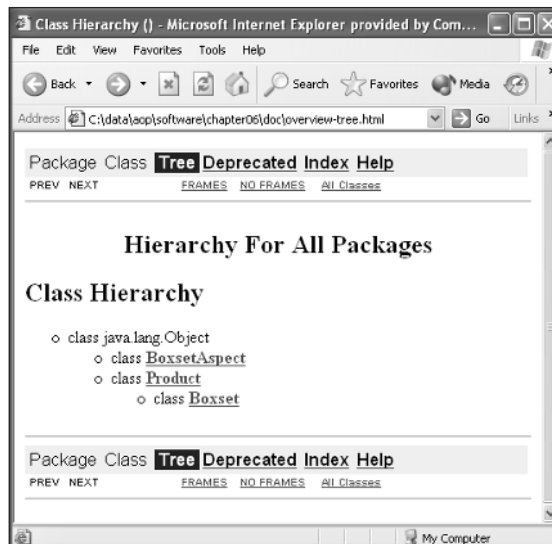 Class Hierarchy () - Microsoft Internet Explorer provided by Com...
File Edit View Favorites Tools Help
Back Search Favorites Media
Address C:\data\aop\software\chapter06\doc\overview-tree.html Go Links
Package Class Tree Deprecated Index Help
PREV NEXT FRAMES NO FRAMES All Classes
Hierarchy For All Packages
Class Hierarchy
class java.lang.Object
class BoxsetAspect
class Product
class Boxset
Package Class Tree Deprecated Index Help
PREV NEXT FRAMES NO FRAMES All Classes
My Computer